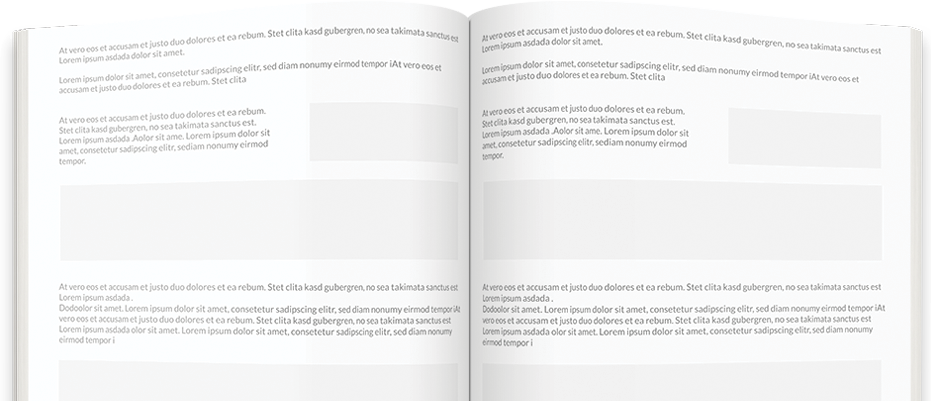 At vero eos et accusam et justo duo dolores et ea rebum. Stet clita kasd gubergren, no sea takimata sanctus est
Lorem ipsum asdada dolor sit amet.
Lorem ipsum dolor sit amet, consetetur sadipscing elitr, sed diam nonumy eirmod tempor iAt vero eos et
accusam et justo duo dolores et ea rebum. Stet clita
At vero eos et accusam et justo duo dolores et ea rebum.
Stet clita kasd gubergren, no sea takimata sanctus est.
Lorem ipsum asdada .Aolor sit ame. Lorem ipsum dolor sit
amet, consetetur sadipscing elitr, sediam nonumy eirmod
tempor.
At vero eos et accusam et justo duo dolores et ea rebum. Stet clita kasd gubergren, no sea takimata sanctus est
Lorem ipsum asdada .
Dodoolor sit amet. Lorem ipsum dolor sit amet, consetetur sadipscing elitr, sed diam nonumy eirmod tempor iAt
vero eos et accusam et justo duo dolores et ea rebum. Stet clita kasd gubergren, no sea takimata sanctus est
Lorem ipsum asdada olor sit amet. Lorem ipsum dolor sit amet, consetetur sadipscing elitr, sed diam nonumy
eirmod tempor i
At vero eos et accusam et justo duo dolores et ea rebum. Stet clita kasd gubergren, no sea takimata sanctus est
Lorem ipsum asdada dolor sit amet.
Lorem ipsum dolor sit amet, consetetur sadipscing elitr, sed diam nonumy eirmod tempor iAt vero eos et
accusam et justo duo dolores et ea rebum. Stet clita
At vero eos et accusam et justo duo dolores et ea rebum.
Stet clita kasd gubergren, no sea takimata sanctus est.
Lorem ipsum asdada .Aolor sit ame. Lorem ipsum dolor sit
amet, consetetur sadipscing elitr, sediam nonumy eirmod
tempor.
At vero eos et accusam et justo duo dolores et ea rebum. Stet clita kasd gubergren, no sea takimata sanctus est
Lorem ipsum asdada .
Dodoolor sit amet. Lorem ipsum dolor sit amet, consetetur sadipscing elitr, sed diam nonumy eirmod tempor iAt
vero eos et accusam et justo duo dolores et ea rebum. Stet clita kasd gubergren, no sea takimata sanctus est
Lorem ipsum asdada olor sit amet. Lorem ipsum dolor sit amet, consetetur sadipscing elitr, sed diam nonumy
eirmod tempor i